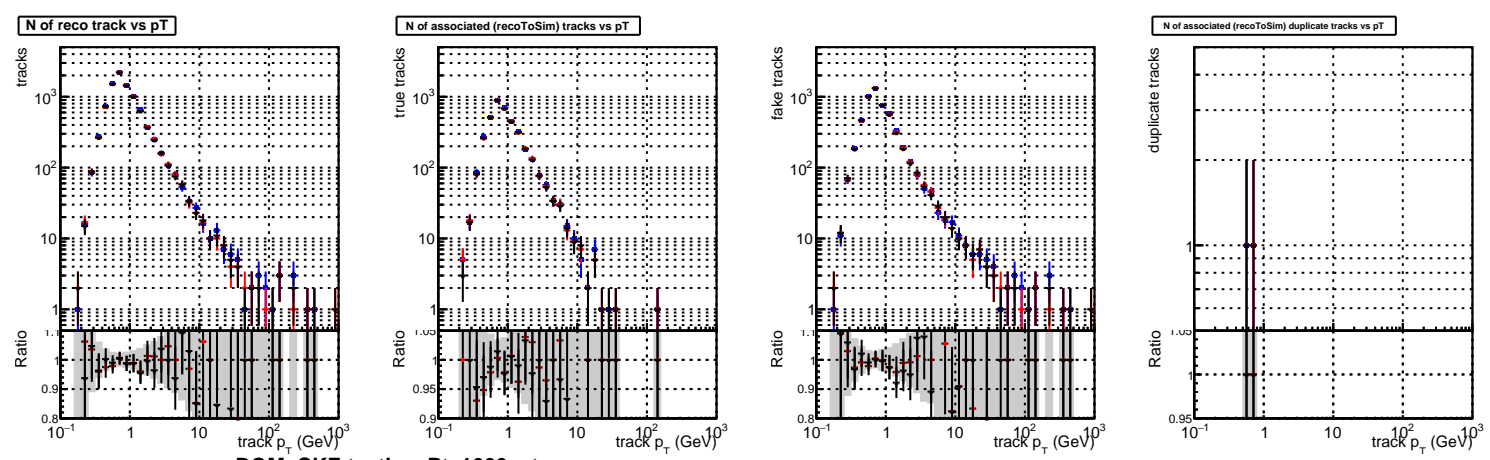 N of reco track vs pT
tracks
10³
10²
10
1
Ratio
1.1
1
0.9
0.8
10⁻¹ 1 10 10² 10³
track p_T (GeV)
N of associated (recoToSim) tracks vs pT
true tracks
10³
10²
10
1
Ratio
1.05
1
0.95
0.9
10⁻¹ 1 10 10² 10³
track p_T (GeV)
fake tracks
10³
10²
10
1
Ratio
1.1
1
0.9
0.8
10⁻¹ 1 10 10² 10³
track p_T (GeV)
N of associated (recoToSim) duplicate tracks vs pT
duplicate tracks
1
Ratio
1.05
1
0.95
10⁻¹ 1 10 10² 10³
track p_T (GeV)